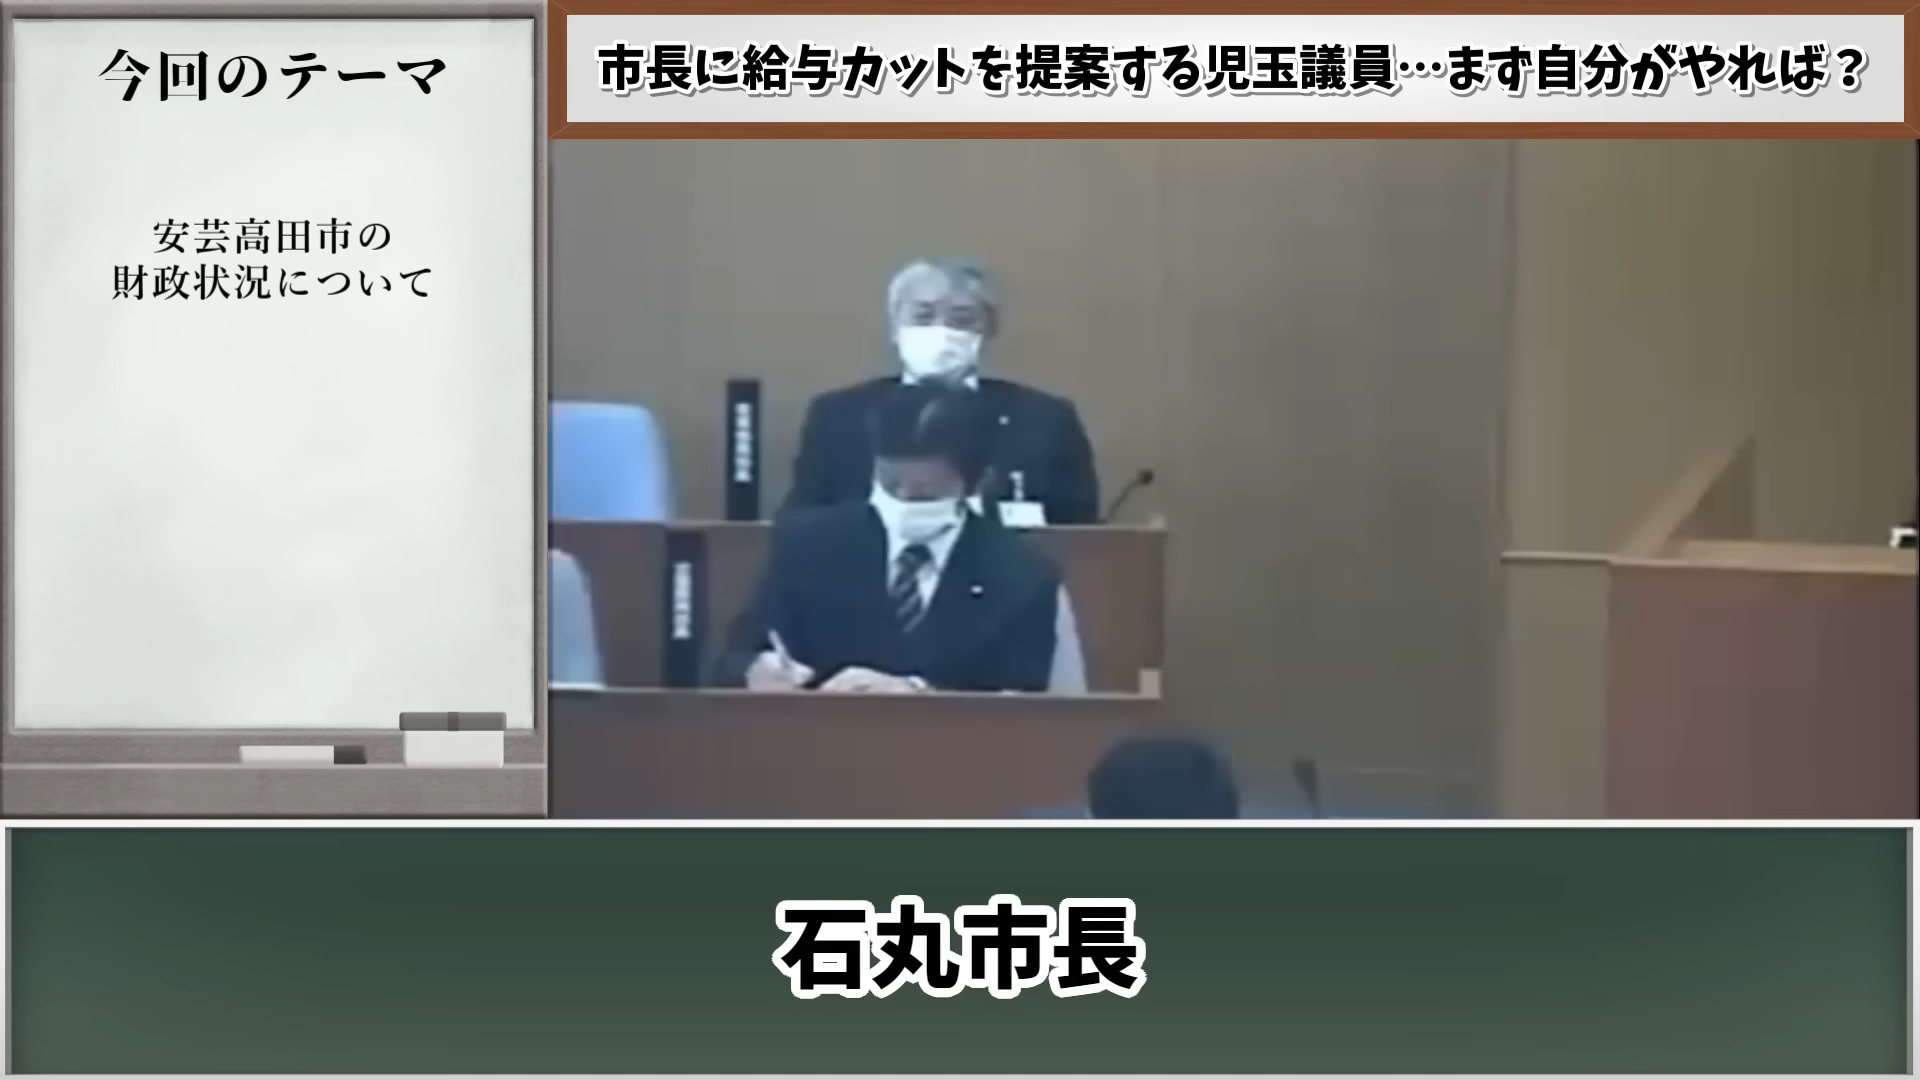 今回のテーマ
安芸高田市の
財政状況について
市長に給与カットを提案する児玉議員…まず自分がやれば？
石丸市長